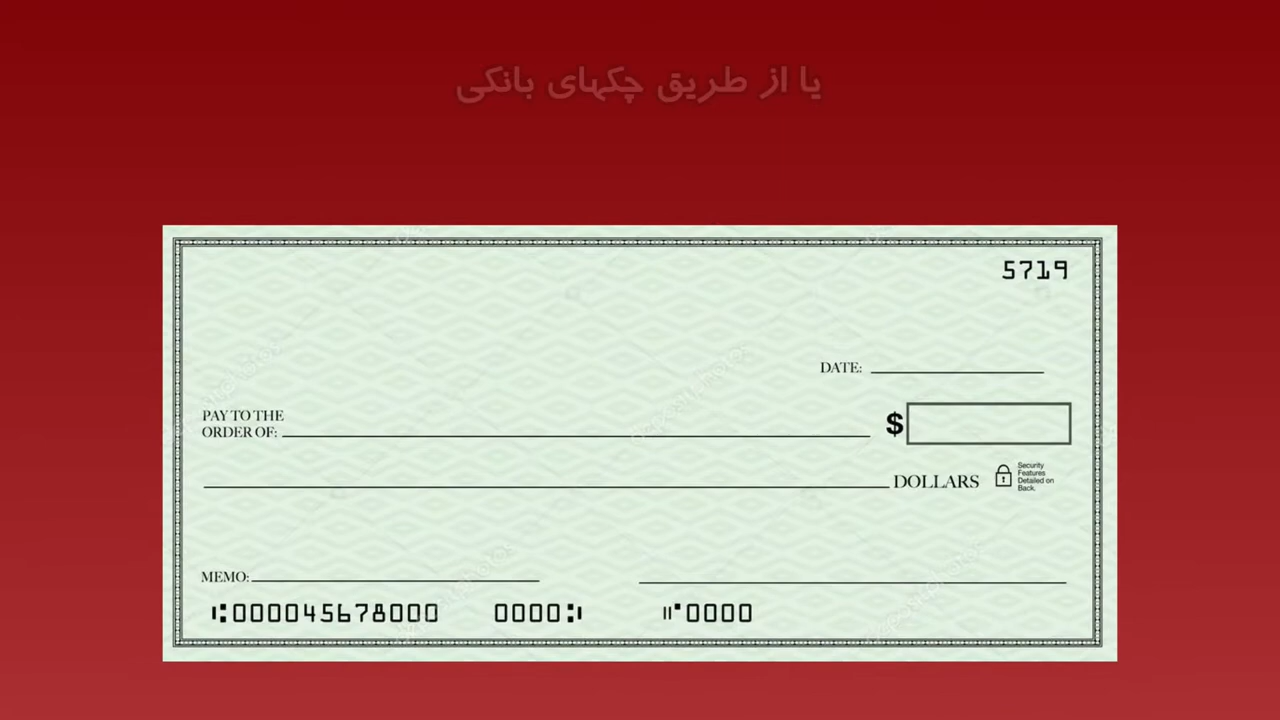 یا از طریق چکهای بانکی
5719
DATE:
PAY TO THE
ORDER OF:
$
DOLLARS
Security
Features
Detailed on
Back.
MEMO:
⑆000045678000 0000⑆ ⑈0000